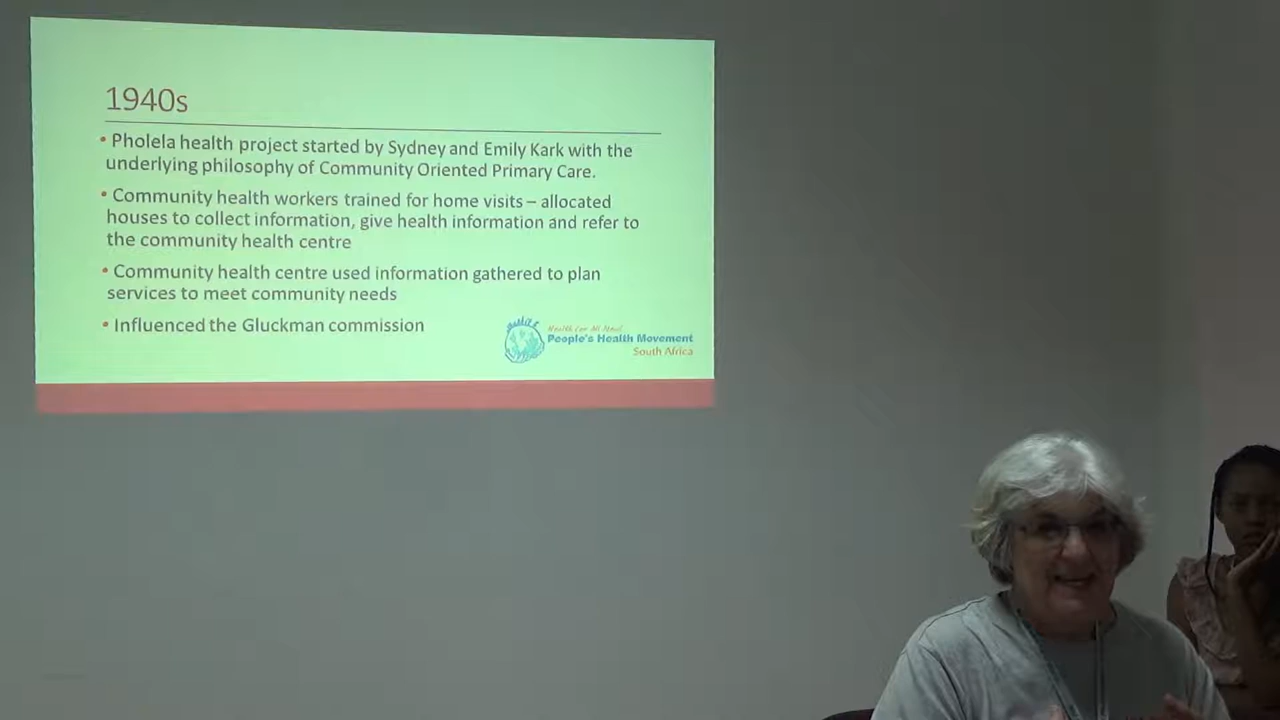 1940s
• Pholela health project started by Sydney and Emily Kark with the
underlying philosophy of Community Oriented Primary Care.
• Community health workers trained for home visits – allocated
houses to collect information, give health information and refer to
the community health centre
• Community health centre used information gathered to plan
services to meet community needs
• Influenced the Gluckman commission
Health For All Now!
People's Health Movement
South Africa